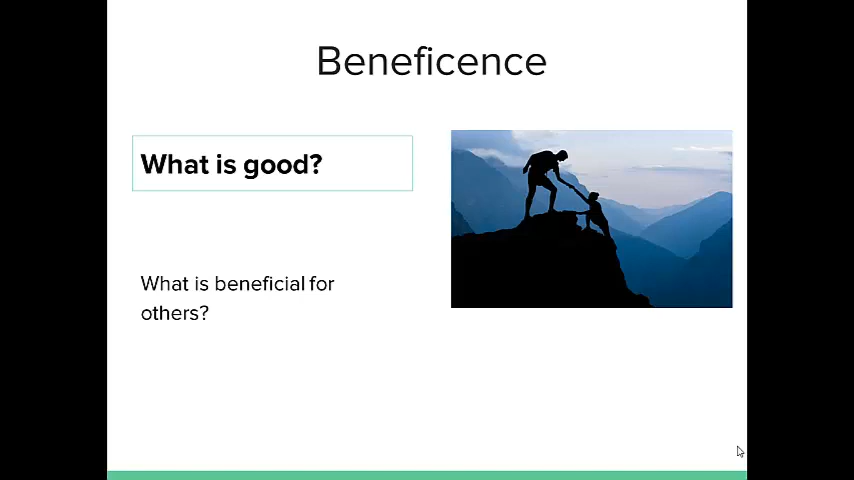 Beneficence
What is good?
What is beneficial for
others?